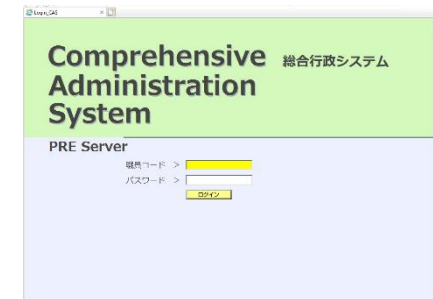 Login_CAS
Comprehensive 総合行政システム
Administration
System
PRE Server
職員コード >
パスワード >
ログイン